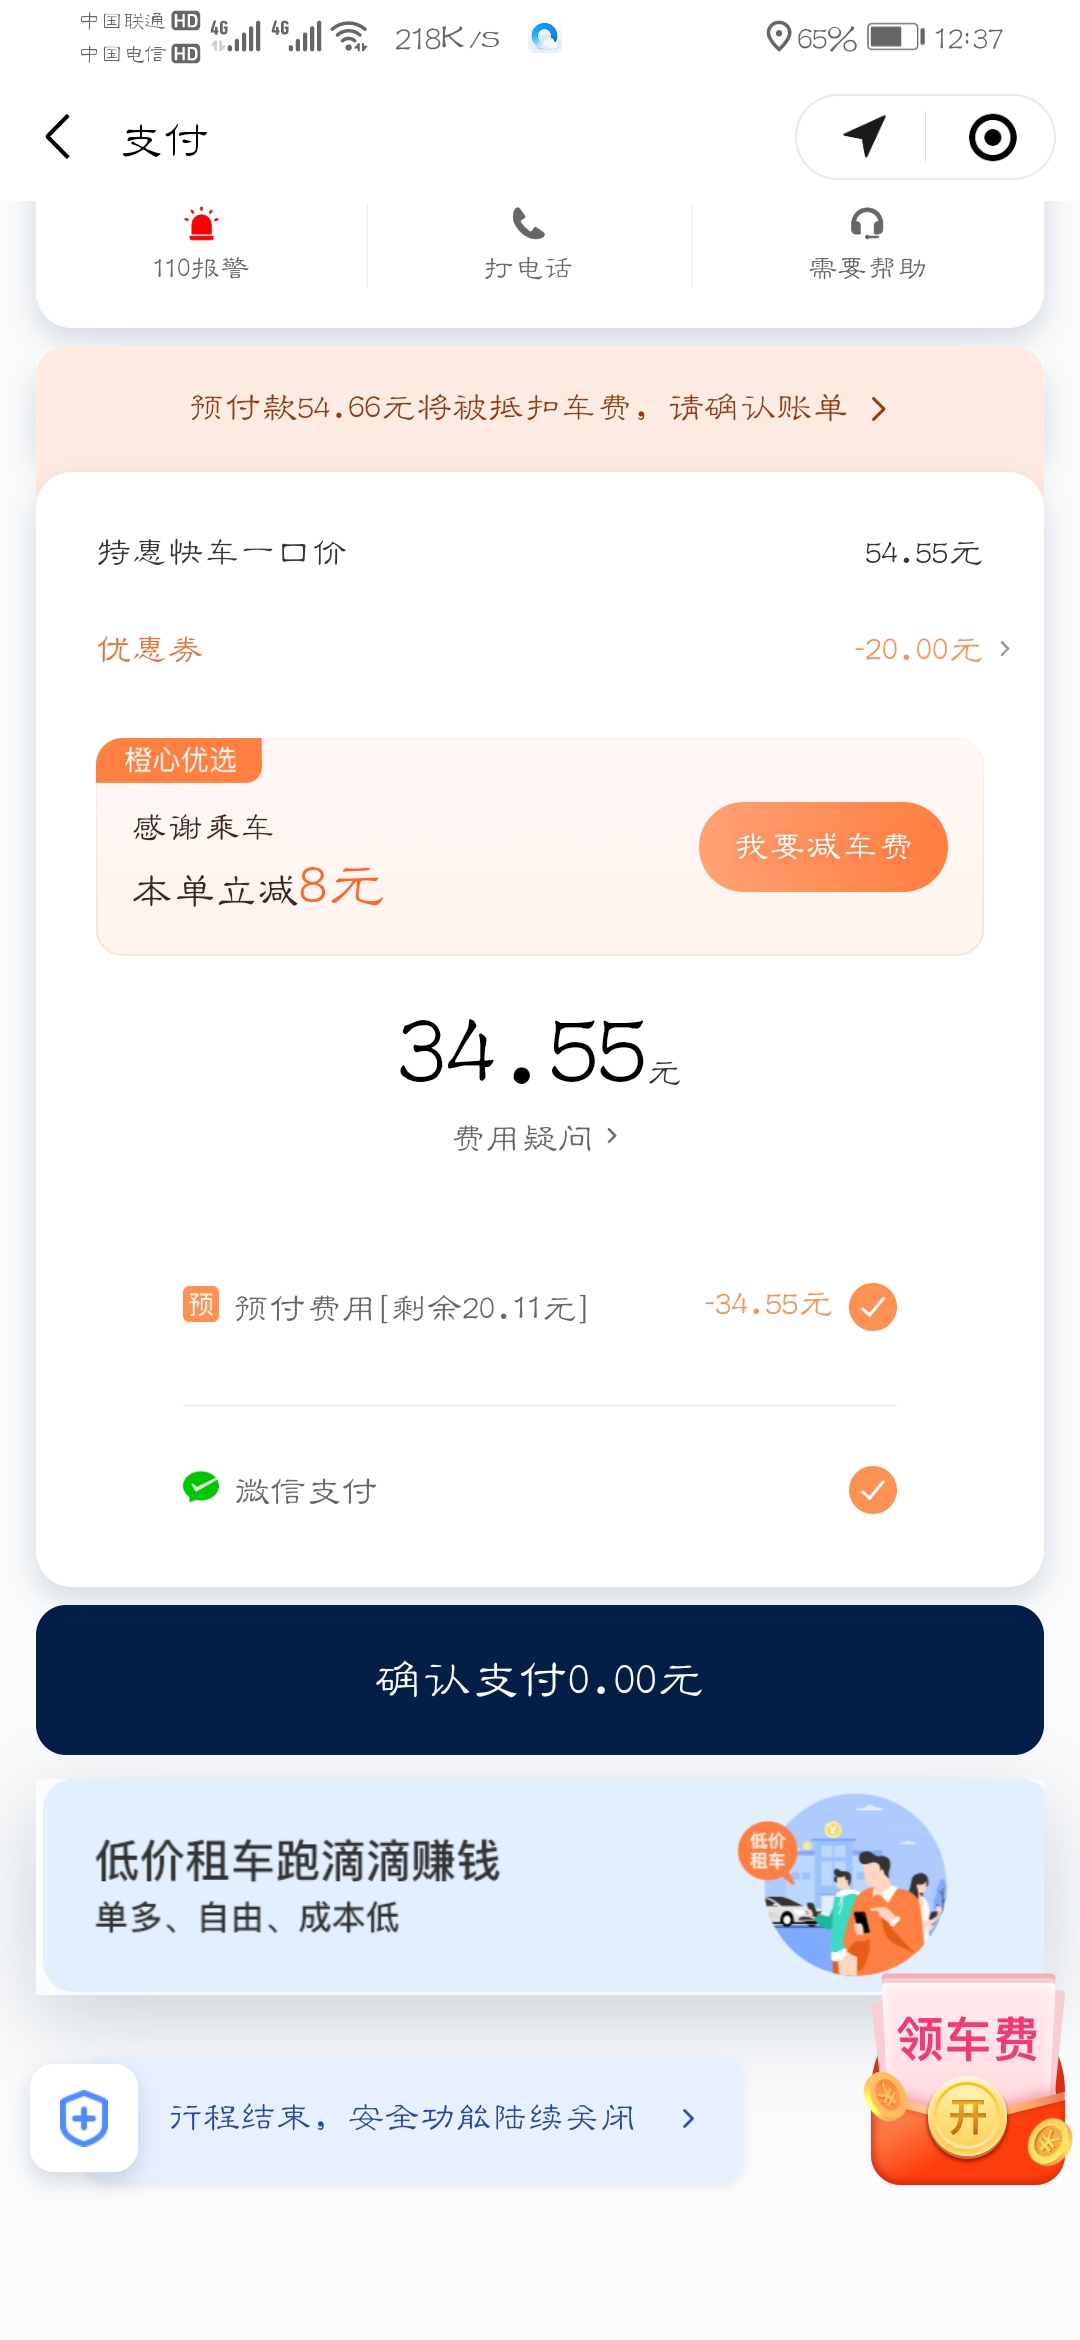 中国联通 HD 4G 4G 218K/s 65% 12:37
中国电信 HD
支付
110报警 打电话 需要帮助
预付款54.66元将被抵扣车费，请确认账单
特惠快车一口价 54.55元
优惠券 -20.00元
橙心优选
感谢乘车
本单立减8元
我要减车费
34.55元
费用疑问
预 预付费用[剩余20.11元] -34.55元
微信支付
确认支付0.00元
低价租车跑滴滴赚钱
单多、自由、成本低
低价
租车
领车费
开
行程结束，安全功能陆续关闭